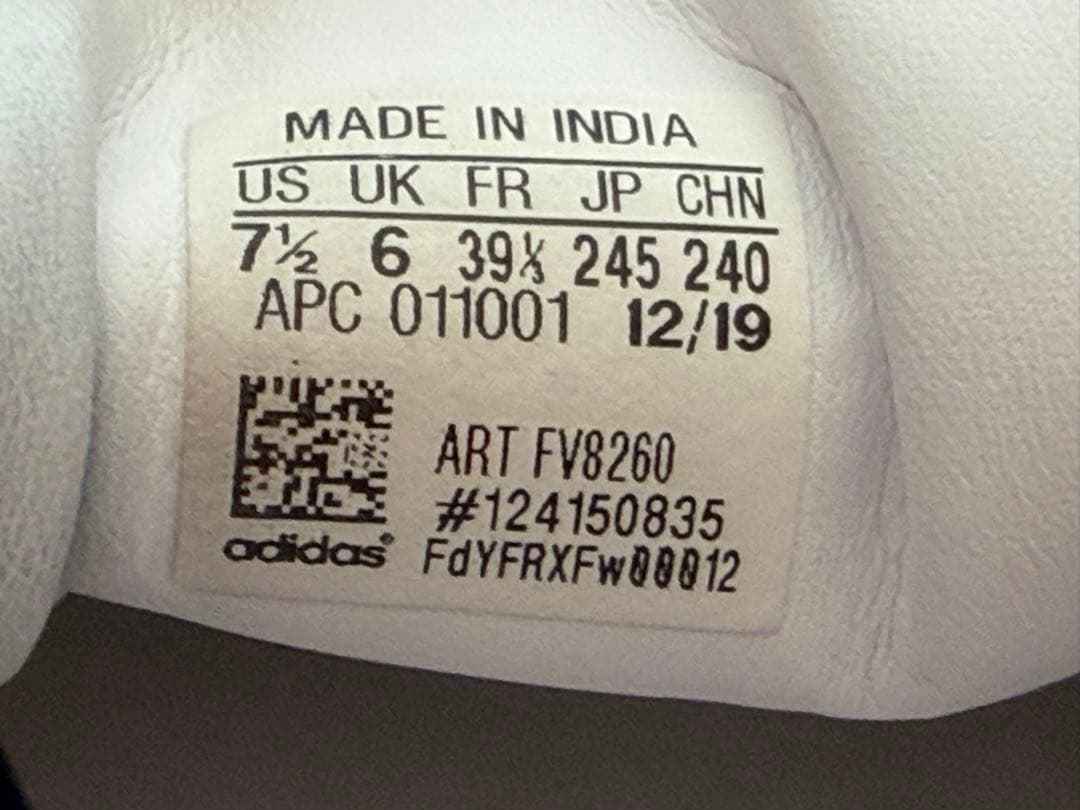 MADE IN INDIA
US UK FR JP CHN
7½ 6 39⅓ 245 240
APC 011001 12/19
ART FV8260
#124150835
adidas® FdYFRXFw00012